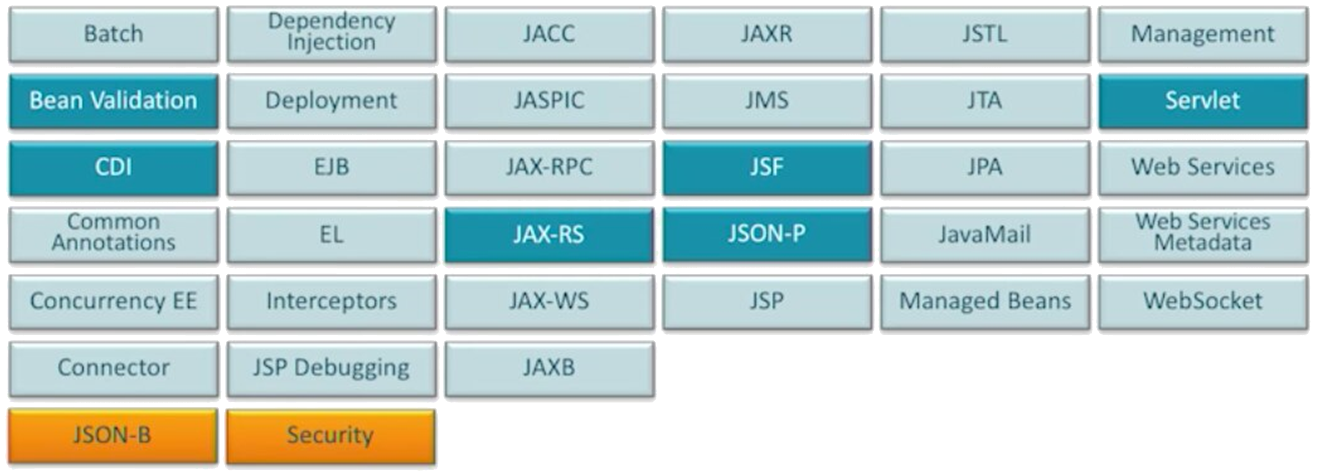 Batch
Dependency
Injection
JACC
JAXR
JSTL
Management
Bean Validation
Deployment
JASPIC
JMS
JTA
Servlet
CDI
EJB
JAX-RPC
JSF
JPA
Web Services
Common
Annotations
EL
JAX-RS
JSON-P
JavaMail
Web Services
Metadata
Concurrency EE
Interceptors
JAX-WS
JSP
Managed Beans
WebSocket
Connector
JSP Debugging
JAXB
JSON-B
Security